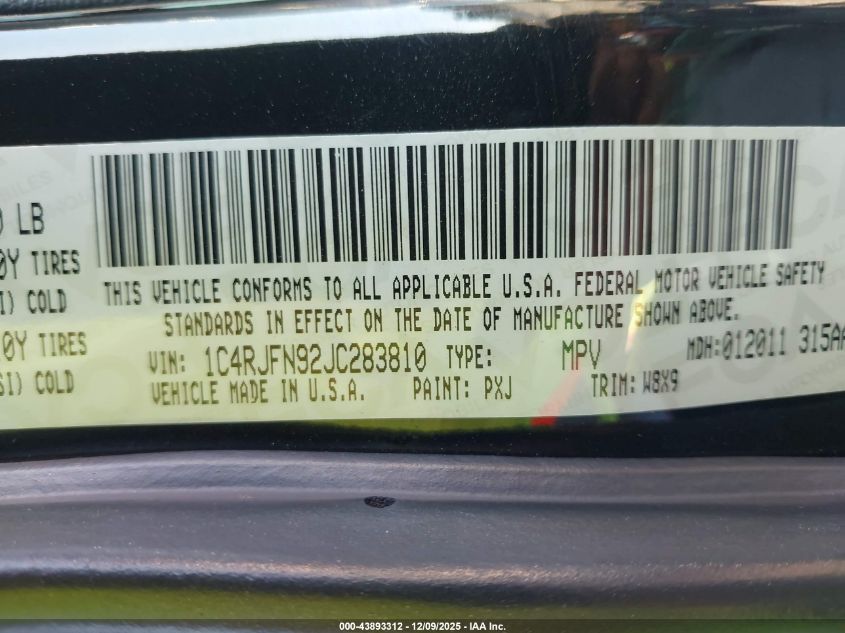 ) LB
0Y TIRES
SI) COLD
0Y TIRES
SI) COLD
THIS VEHICLE CONFORMS TO ALL APPLICABLE U.S.A. FEDERAL MOTOR VEHICLE SAFETY
STANDARDS IN EFFECT ON THE DATE OF MANUFACTURE SHOWN ABOVE.
VIN: 1C4RJFN92JC283810 TYPE: MPV MDH:012011 315AA
VEHICLE MADE IN U.S.A. PAINT: PXJ TRIM: W8X9
000-43893312 - 12/09/2025 - IAA Inc.